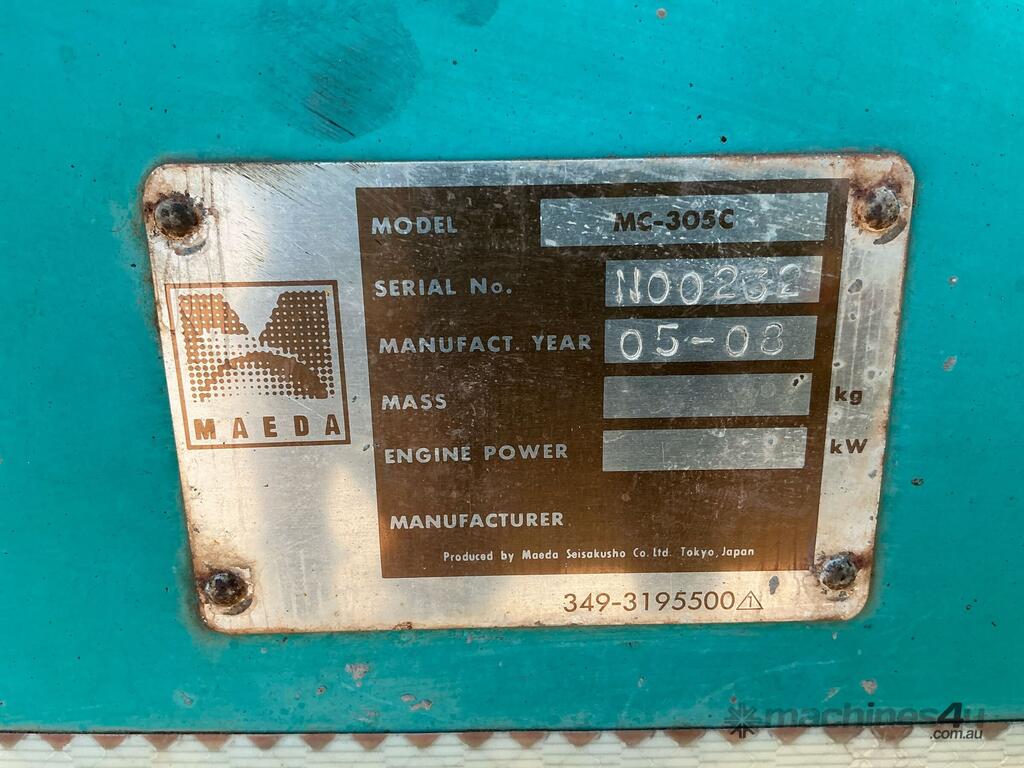 MODEL MC-305C
SERIAL No. N00232
MANUFACT. YEAR 05-08
MASS kg
ENGINE POWER kW
MAEDA
MANUFACTURER
Produced by Maeda Seisakusho Co. Ltd. Tokyo, Japan
349-3195500 1
machines4u
.com.au